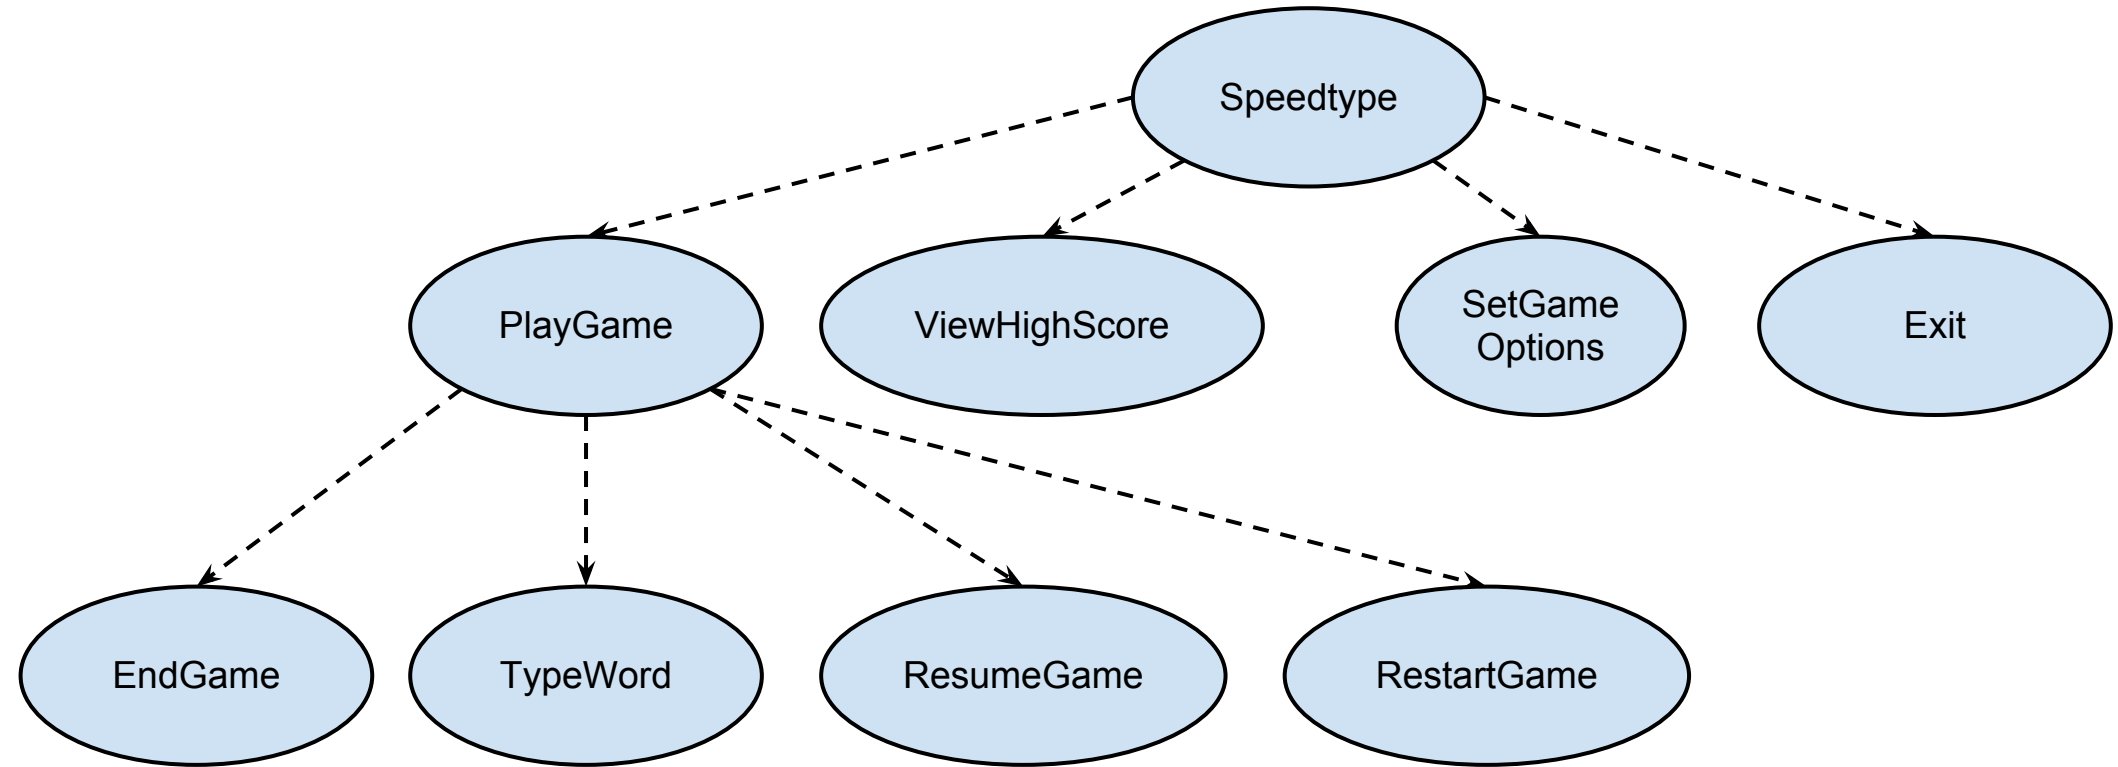 Speedtype
PlayGame
ViewHighScore
SetGame
Options
Exit
EndGame
TypeWord
ResumeGame
RestartGame